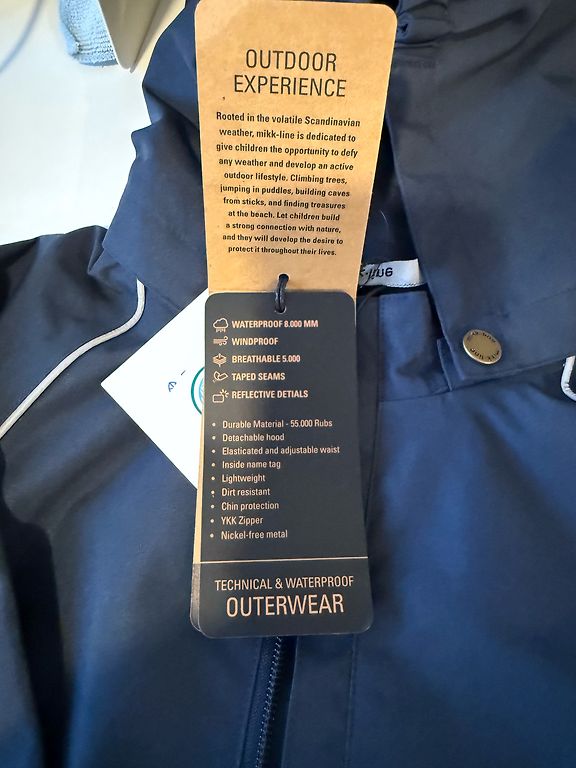 OUTDOOR
EXPERIENCE
Rooted in the volatile Scandinavian
weather, mikk-line is dedicated to
give children the opportunity to defy
any weather and develop an active
outdoor lifestyle. Climbing trees,
jumping in puddles, building caves
from sticks, and finding treasures
at the beach. Let children build
a strong connection with nature,
and they will develop the desire to
protect it throughout their lives.
WATERPROOF 8.000 MM
WINDPROOF
BREATHABLE 5.000
TAPED SEAMS
REFLECTIVE DETIALS
• Durable Material - 55.000 Rubs
• Detachable hood
• Elasticated and adjustable waist
• Inside name tag
• Lightweight
• Dirt resistant
• Chin protection
• YKK Zipper
• Nickel-free metal
TECHNICAL & WATERPROOF
OUTERWEAR